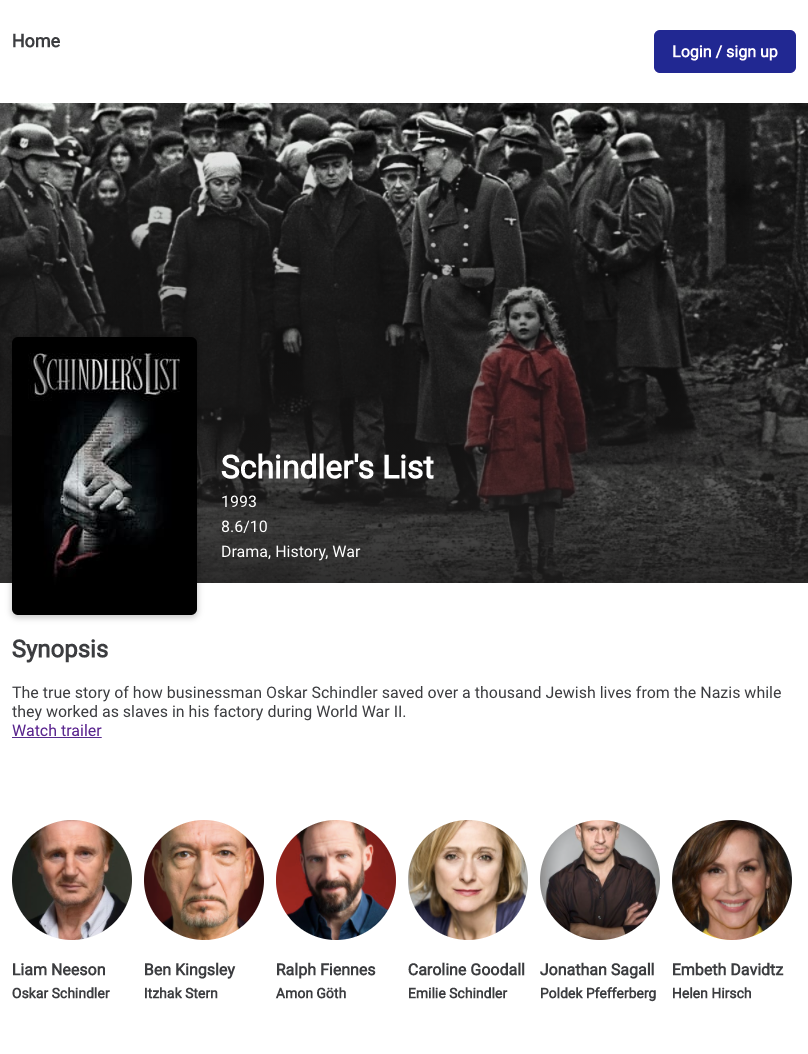 Home
Login / sign up
SCHINDLER'S LIST
Schindler's List
1993
8.6/10
Drama, History, War
Synopsis
The true story of how businessman Oskar Schindler saved over a thousand Jewish lives from the Nazis while
they worked as slaves in his factory during World War II.
Watch trailer
Liam Neeson
Oskar Schindler
Ben Kingsley
Itzhak Stern
Ralph Fiennes
Amon Göth
Caroline Goodall
Emilie Schindler
Jonathan Sagall
Poldek Pfefferberg
Embeth Davidtz
Helen Hirsch